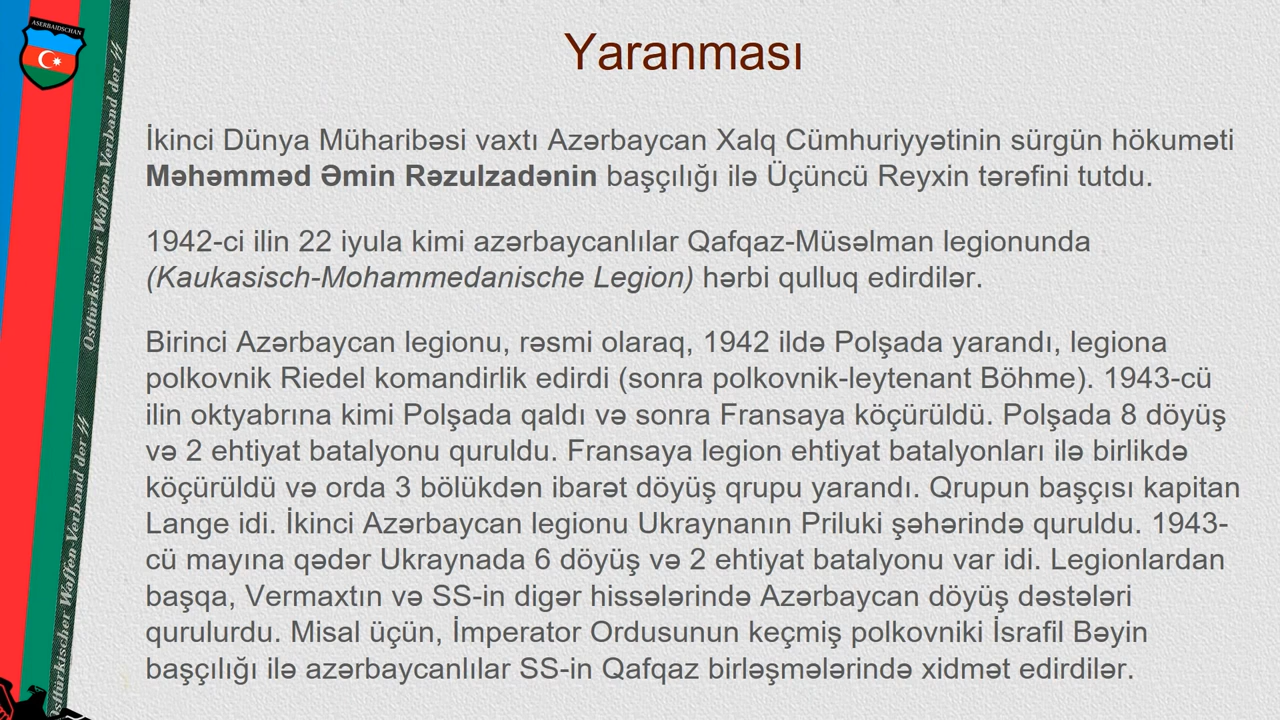 ASERBAIDSCHAN
Yaranması
Osttürkischer Waffen-Verband der SS
İkinci Dünya Müharibəsi vaxtı Azərbaycan Xalq Cümhuriyyətinin sürgün hökuməti
Məhəmməd Əmin Rəzulzadənin başçılığı ilə Üçüncü Reyxin tərəfini tutdu.
1942-ci ilin 22 iyula kimi azərbaycanlılar Qafqaz-Müsəlman legionunda
(Kaukasisch-Mohammedanische Legion) hərbi qulluq edirdilər.
Birinci Azərbaycan legionu, rəsmi olaraq, 1942 ildə Polşada yarandı, legiona
polkovnik Riedel komandirlik edirdi (sonra polkovnik-leytenant Böhme). 1943-cü
ilin oktyabrına kimi Polşada qaldı və sonra Fransaya köçürüldü. Polşada 8 döyüş
və 2 ehtiyat batalyonu quruldu. Fransaya legion ehtiyat batalyonları ilə birlikdə
köçürüldü və orda 3 bölükdən ibarət döyüş qrupu yarandı. Qrupun başçısı kapitan
Lange idi. İkinci Azərbaycan legionu Ukraynanın Priluki şəhərində quruldu. 1943-
cü mayına qədər Ukraynada 6 döyüş və 2 ehtiyat batalyonu var idi. Legionlardan
başqa, Vermaxtın və SS-in digər hissələrində Azərbaycan döyüş dəstələri
qurulurdu. Misal üçün, İmperator Ordusunun keçmiş polkovniki İsrafil Bəyin
başçılığı ilə azərbaycanlılar SS-in Qafqaz birləşmələrində xidmət edirdilər.
Osttürkischer Waffen-Verband der SS